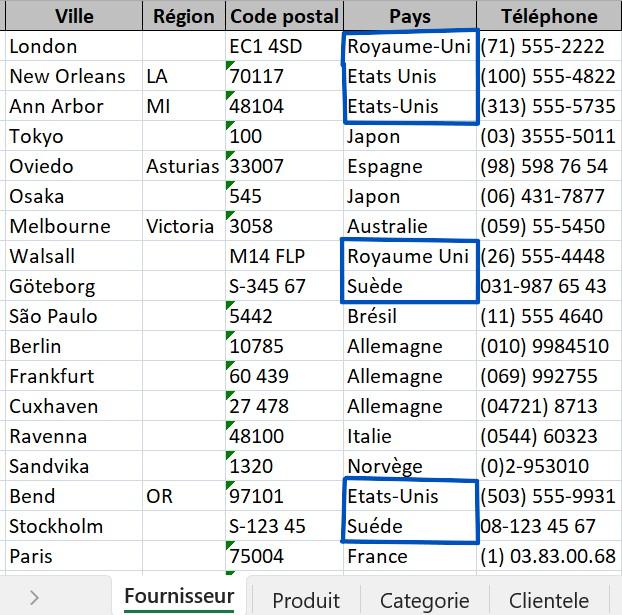 Ville Région Code postal Pays Téléphone
London EC1 4SD Royaume-Uni (71) 555-2222
New Orleans LA 70117 Etats Unis (100) 555-4822
Ann Arbor MI 48104 Etats-Unis (313) 555-5735
Tokyo 100 Japon (03) 3555-5011
Oviedo Asturias 33007 Espagne (98) 598 76 54
Osaka 545 Japon (06) 431-7877
Melbourne Victoria 3058 Australie (059) 55-5450
Walsall M14 FLP Royaume Uni (26) 555-4448
Göteborg S-345 67 Suède 031-987 65 43
São Paulo 5442 Brésil (11) 555 4640
Berlin 10785 Allemagne (010) 9984510
Frankfurt 60 439 Allemagne (069) 992755
Cuxhaven 27 478 Allemagne (04721) 8713
Ravenna 48100 Italie (0544) 60323
Sandvika 1320 Norvège (0)2-953010
Bend OR 97101 Etats-Unis (503) 555-9931
Stockholm S-123 45 Suéde 08-123 45 67
Paris 75004 France (1) 03.83.00.68
Fournisseur Produit Categorie Clientele